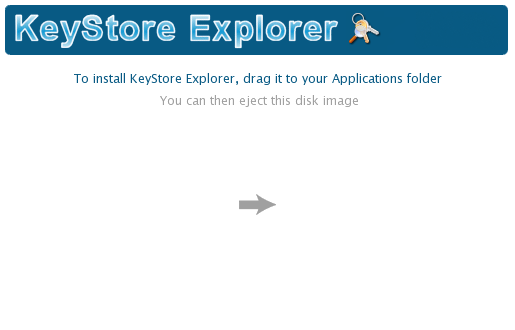 KeyStore Explorer
To install KeyStore Explorer, drag it to your Applications folder
You can then eject this disk image